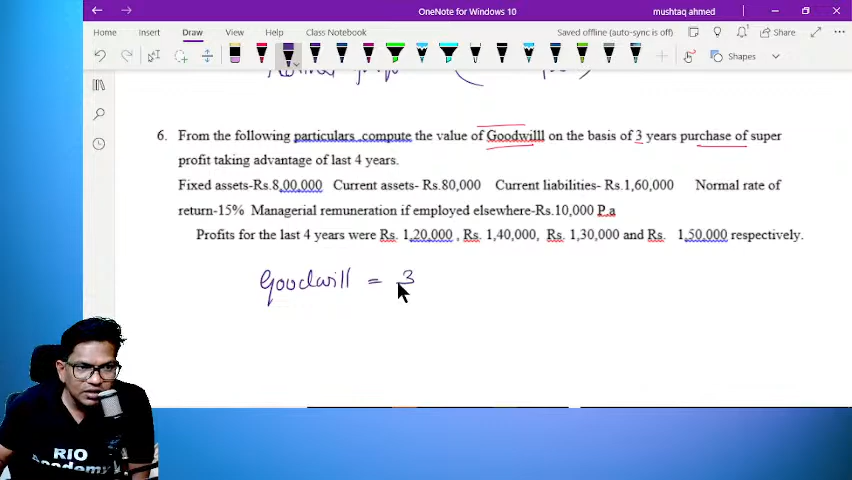 OneNote for Windows 10
mushtaq ahmed
Home Insert Draw View Help Class Notebook
Saved offline (auto-sync is off)
Share
Shapes
6. From the following particulars compute the value of Goodwilll on the basis of 3 years purchase of super
profit taking advantage of last 4 years.
Fixed assets-Rs.8,00,000 Current assets- Rs.80,000 Current liabilities- Rs.1,60,000 Normal rate of
return-15% Managerial remuneration if employed elsewhere-Rs.10,000 P.a
Profits for the last 4 years were Rs. 1,20,000 , Rs. 1,40,000, Rs. 1,30,000 and Rs. 1,50,000 respectively.
Goodwill = 3
RIO
Academy